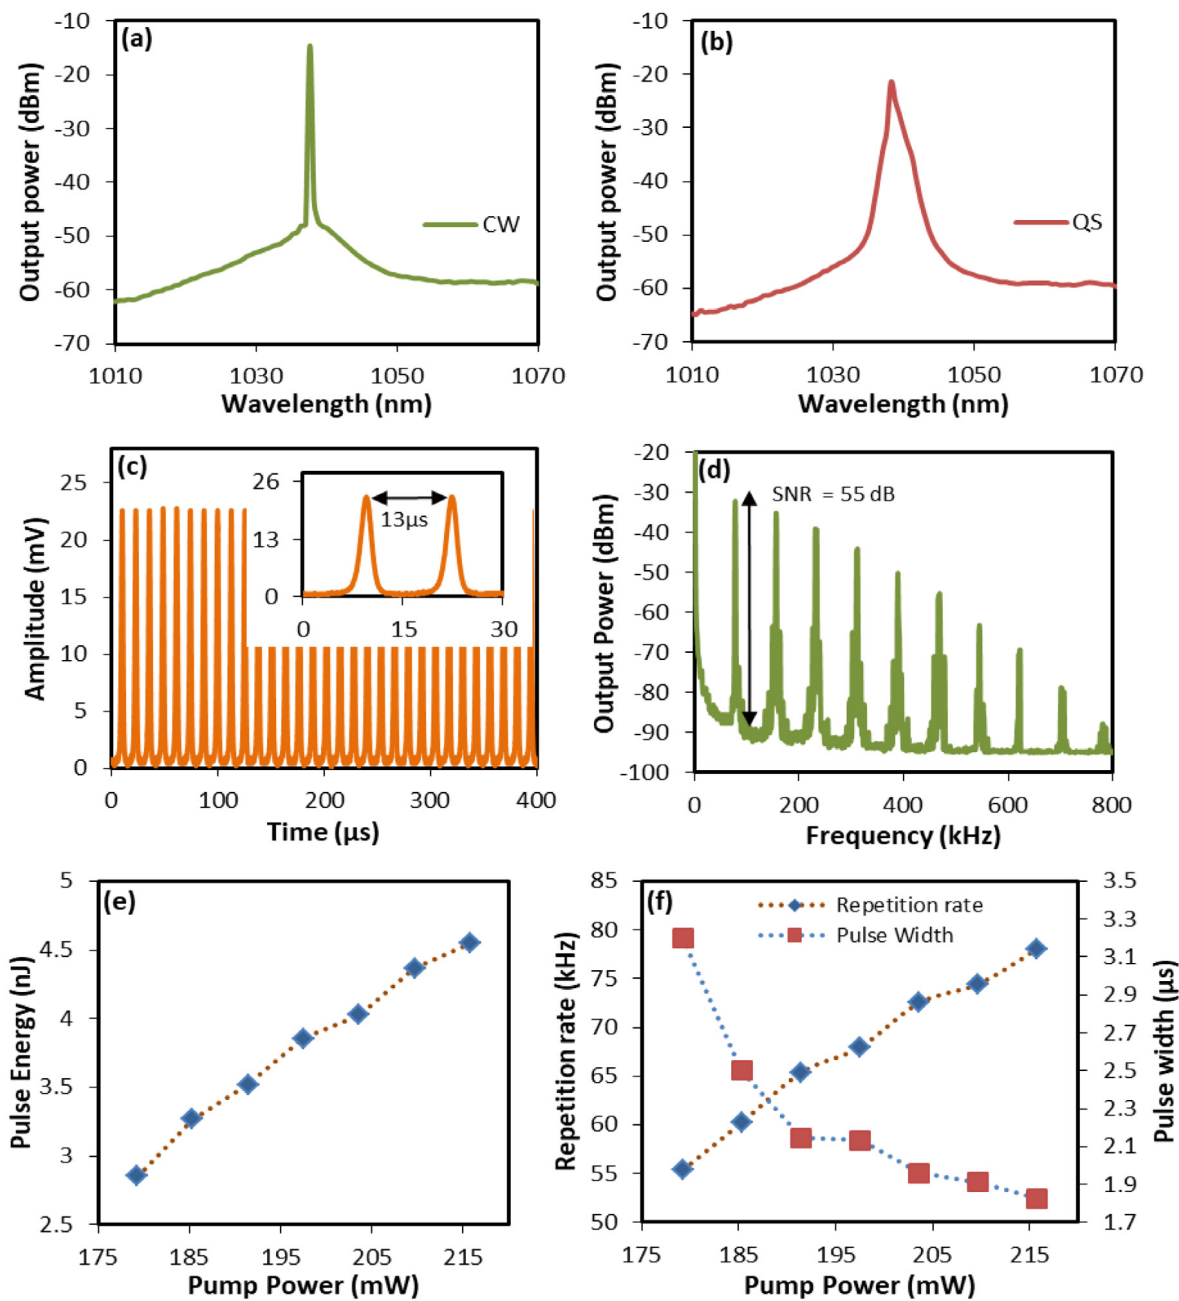 (a)
-10
-20
-30
-40
-50
-60
-70
Output power (dBm)
CW
1010 1030 1050 1070
Wavelength (nm)
(b)
-10
-20
-30
-40
-50
-60
-70
Output power (dBm)
QS
1010 1030 1050 1070
Wavelength (nm)
(c)
25
20
15
10
5
0
Amplitude (mV)
26
13
0
13µs
0 15 30
0 100 200 300 400
Time (µs)
(d)
-20
-30
-40
-50
-60
-70
-80
-90
-100
Output Power (dBm)
SNR = 55 dB
0 200 400 600 800
Frequency (kHz)
(e)
5
4.5
4
3.5
3
2.5
Pulse Energy (nJ)
175 185 195 205 215
Pump Power (mW)
(f)
85
80
75
70
65
60
55
50
Repetition rate (kHz)
Repetition rate
Pulse Width
3.5
3.3
3.1
2.9
2.7
2.5
2.3
2.1
1.9
1.7
Pulse width (µs)
175 185 195 205 215
Pump Power (mW)